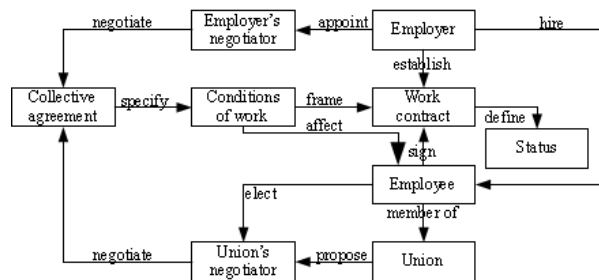 negotiate
Employer's
negotiator
appoint
Employer
hire
establish
Collective
agreement
specify
Conditions
of work
frame
Work
contract
define
affect
sign
Status
Employee
elect
member of
negotiate
Union's
negotiator
propose
Union